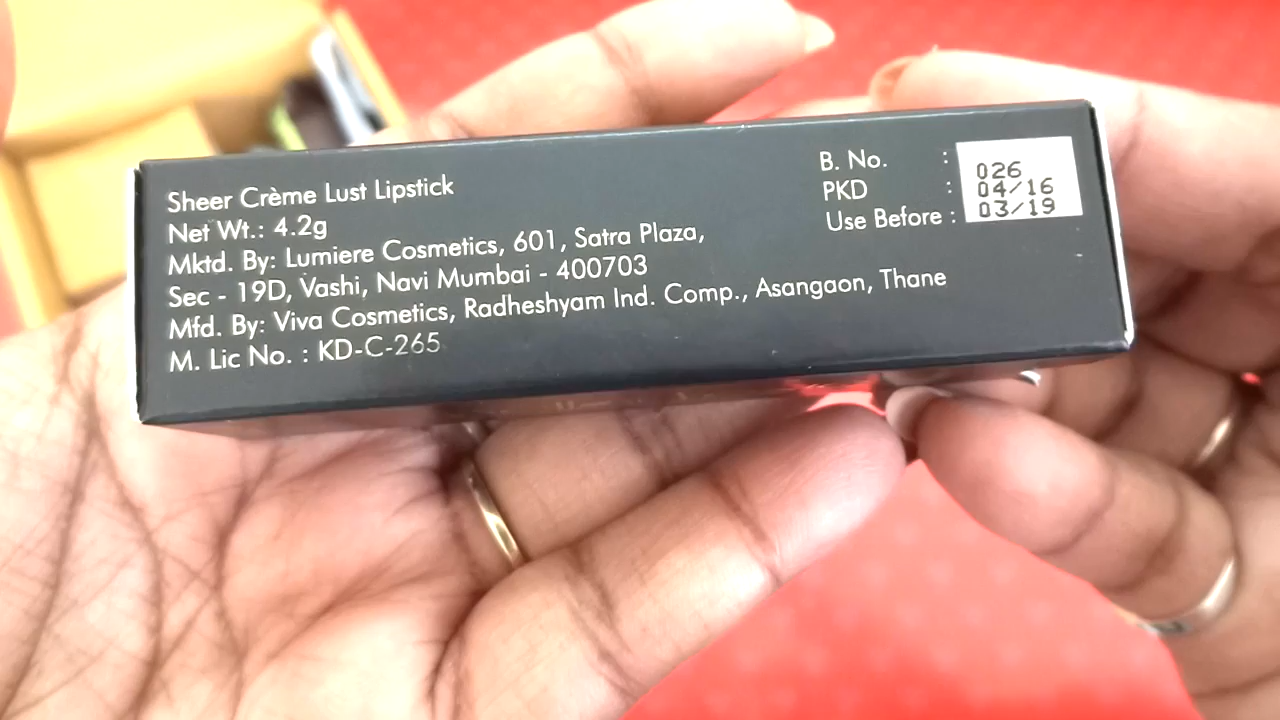 Sheer Crème Lust Lipstick
Net Wt.: 4.2g
Mktd. By: Lumiere Cosmetics, 601, Satra Plaza,
Sec - 19D, Vashi, Navi Mumbai - 400703
Mfd. By: Viva Cosmetics, Radheshyam Ind. Comp., Asangaon, Thane
M. Lic No. : KD-C-265
B. No. : 026
PKD : 04/16
Use Before : 03/19